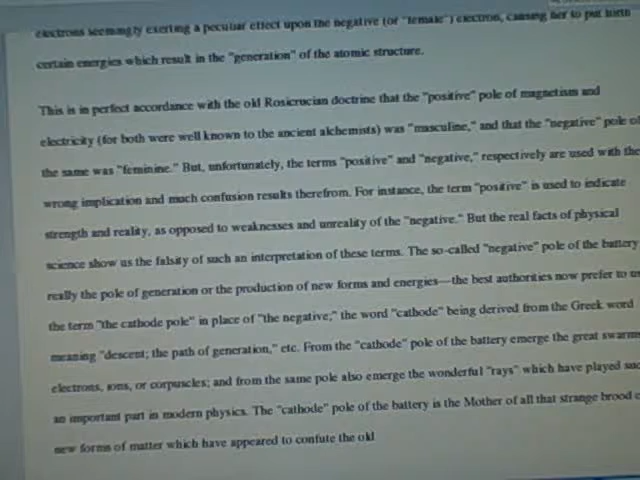 electrons seemingly exerting a peculiar effect upon the negative (or "female") electron, causing her to put forth
certain energies which result in the "generation" of the atomic structure.
This is in perfect accordance with the old Rosicrucian doctrine that the "positive" pole of magnetism and
electricity (for both were well known to the ancient alchemists) was "masculine," and that the "negative" pole of
the same was "feminine." But, unfortunately, the terms "positive" and "negative," respectively are used with the
wrong implication and much confusion results therefrom. For instance, the term "positive" is used to indicate
strength and reality, as opposed to weaknesses and unreality of the "negative." But the real facts of physical
science show us the falsity of such an interpretation of these terms. The so-called "negative" pole of the battery
really the pole of generation or the production of new forms and energies—the best authorities now prefer to us
the term "the cathode pole" in place of "the negative;" the word "cathode" being derived from the Greek word
meaning "descent; the path of generation," etc. From the "cathode" pole of the battery emerge the great swarms
electrons, ions, or corpuscles; and from the same pole also emerge the wonderful "rays" which have played suc
an important part in modern physics. The "cathode" pole of the battery is the Mother of all that strange brood o
new forms of matter which have appeared to confute the old